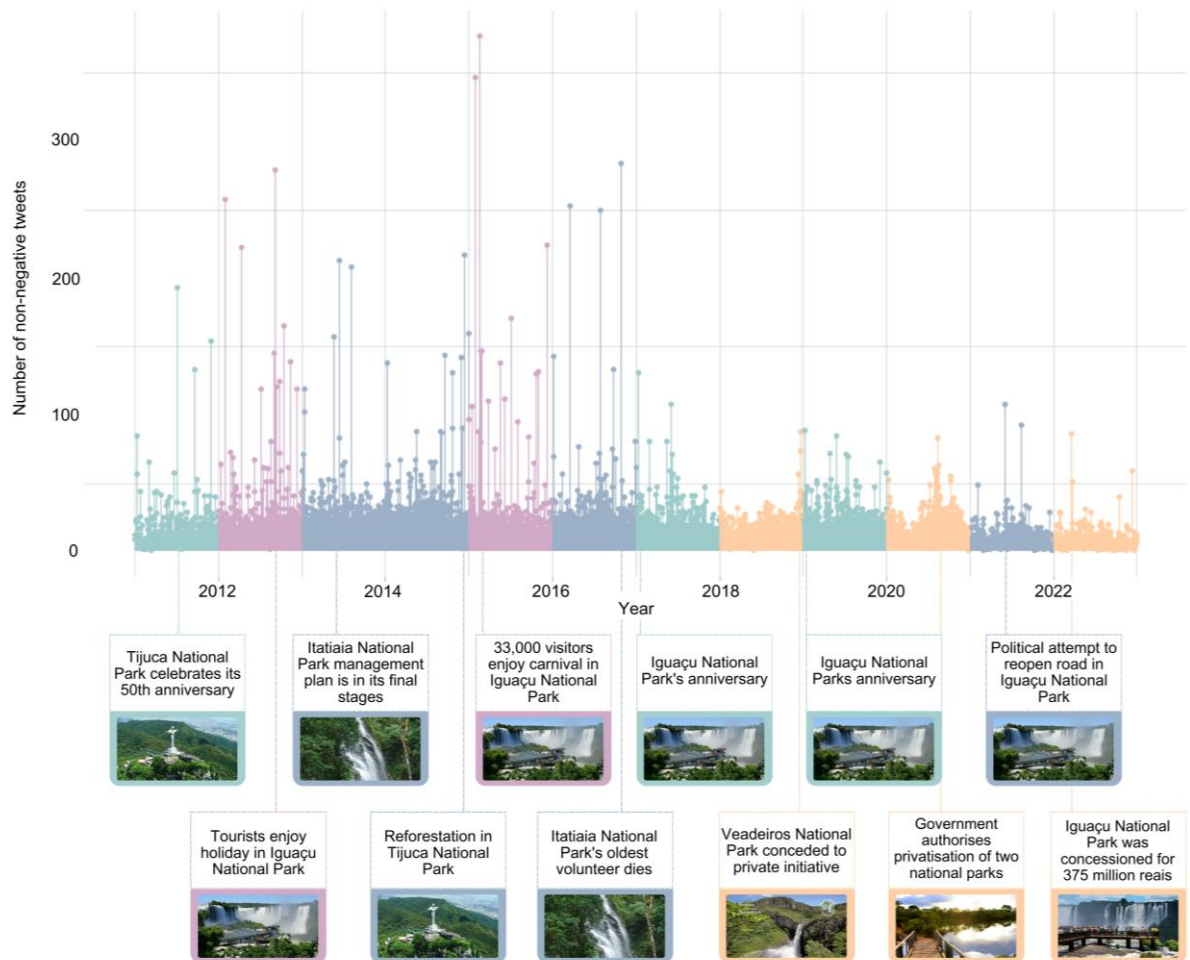 300
200
100
0
Number of non-negative tweets
2012
2014
2016
2018
2020
2022
Year
Tijuca National
Park celebrates its
50th anniversary
Itatiaia National
Park management
plan is in its final
stages
33,000 visitors
enjoy carnival in
Iguaçu National
Park
Iguaçu National
Park's anniversary
Iguaçu National
Parks anniversary
Political attempt to
reopen road in
Iguaçu National
Park
Tourists enjoy
holiday in Iguaçu
National Park
Reforestation in
Tijuca National
Park
Itatiaia National
Park's oldest
volunteer dies
Veadeiros National
Park conceded to
private initiative
Government
authorises
privatisation of two
national parks
Iguaçu National
Park was
concessioned for
375 million reais